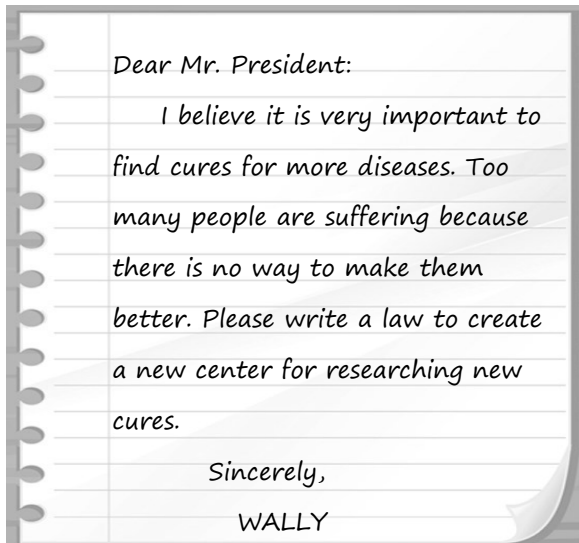 Dear Mr. President:
I believe it is very important to
find cures for more diseases. Too
many people are suffering because
there is no way to make them
better. Please write a law to create
a new center for researching new
cures.
Sincerely,
WALLY